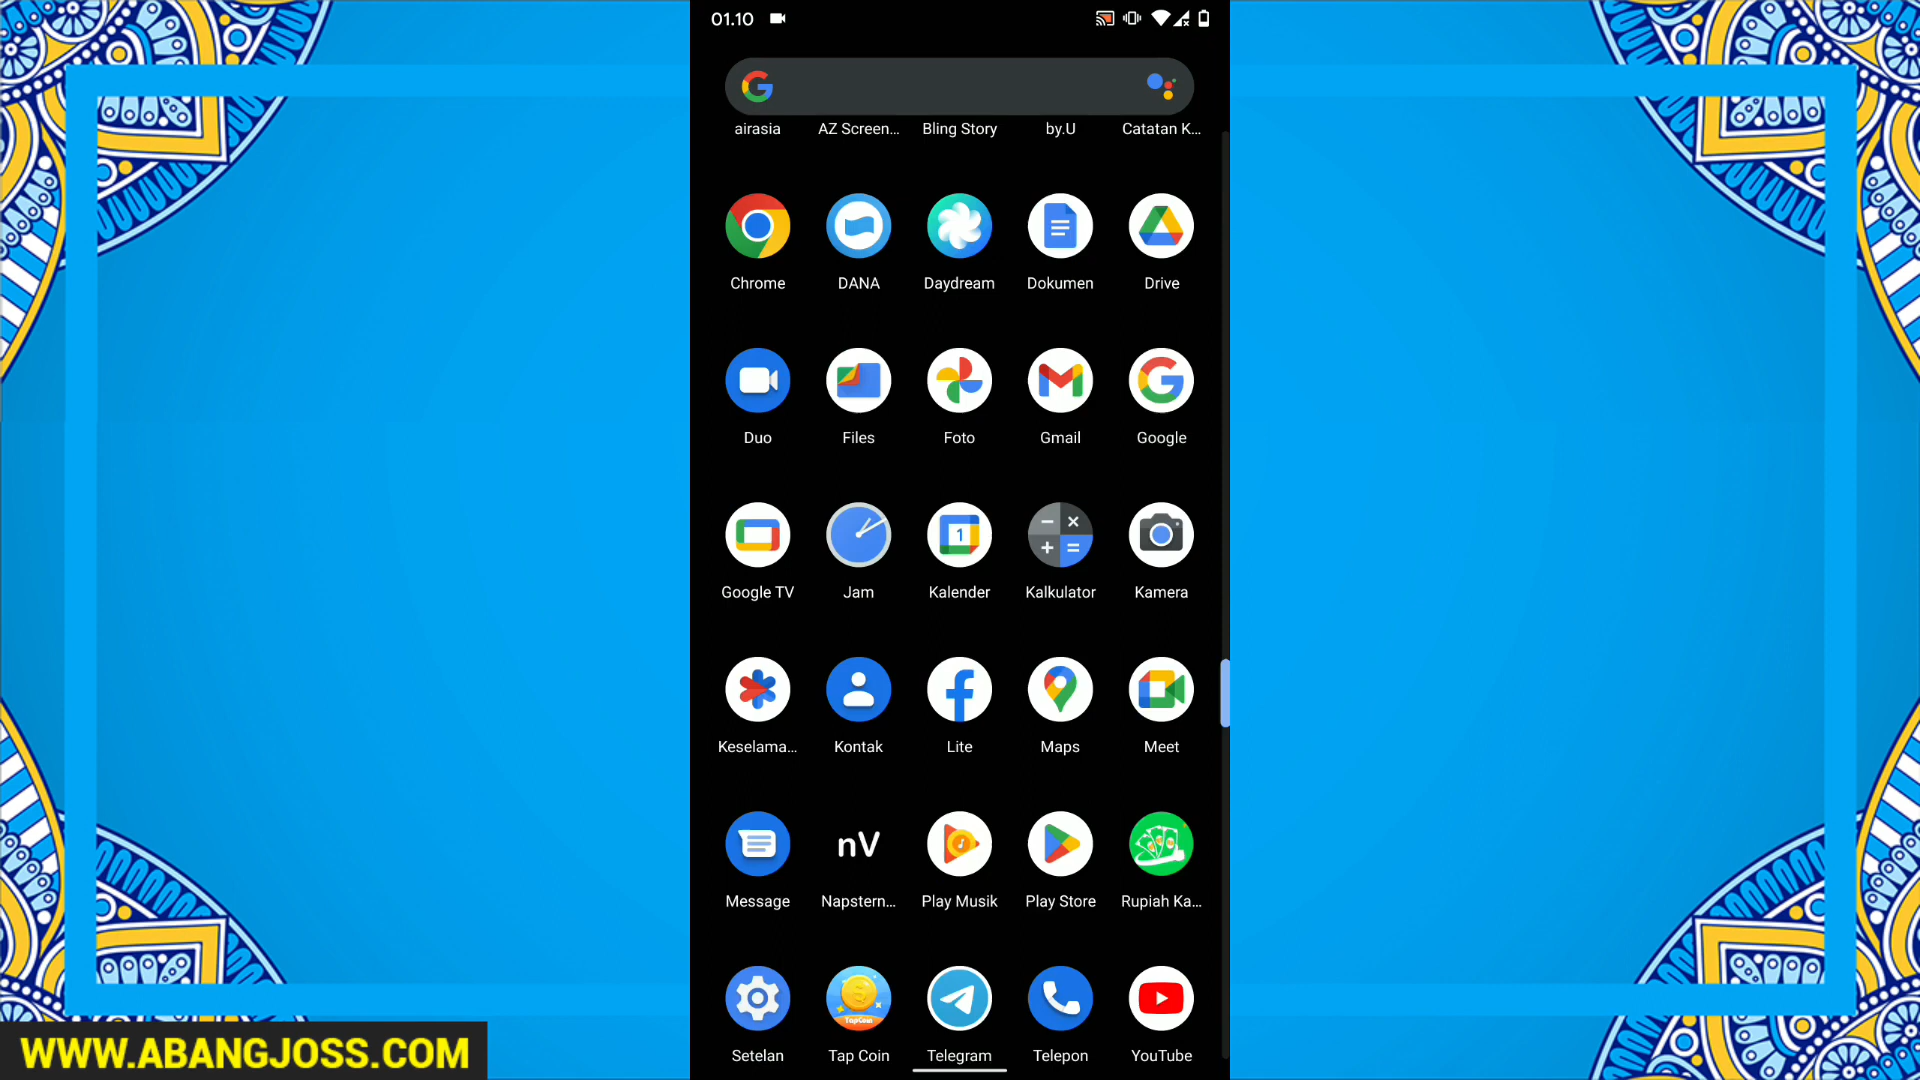 01.10
airasia AZ Screen... Bling Story by.U Catatan K...
Chrome DANA Daydream Dokumen Drive
Duo Files Foto Gmail Google
Google TV Jam Kalender Kalkulator Kamera
Keselama... Kontak Lite Maps Meet
nV
Message Napstern... Play Musik Play Store Rupiah Ka...
TapCoin
Setelan Tap Coin Telegram Telepon YouTube
WWW.ABANGJOSS.COM